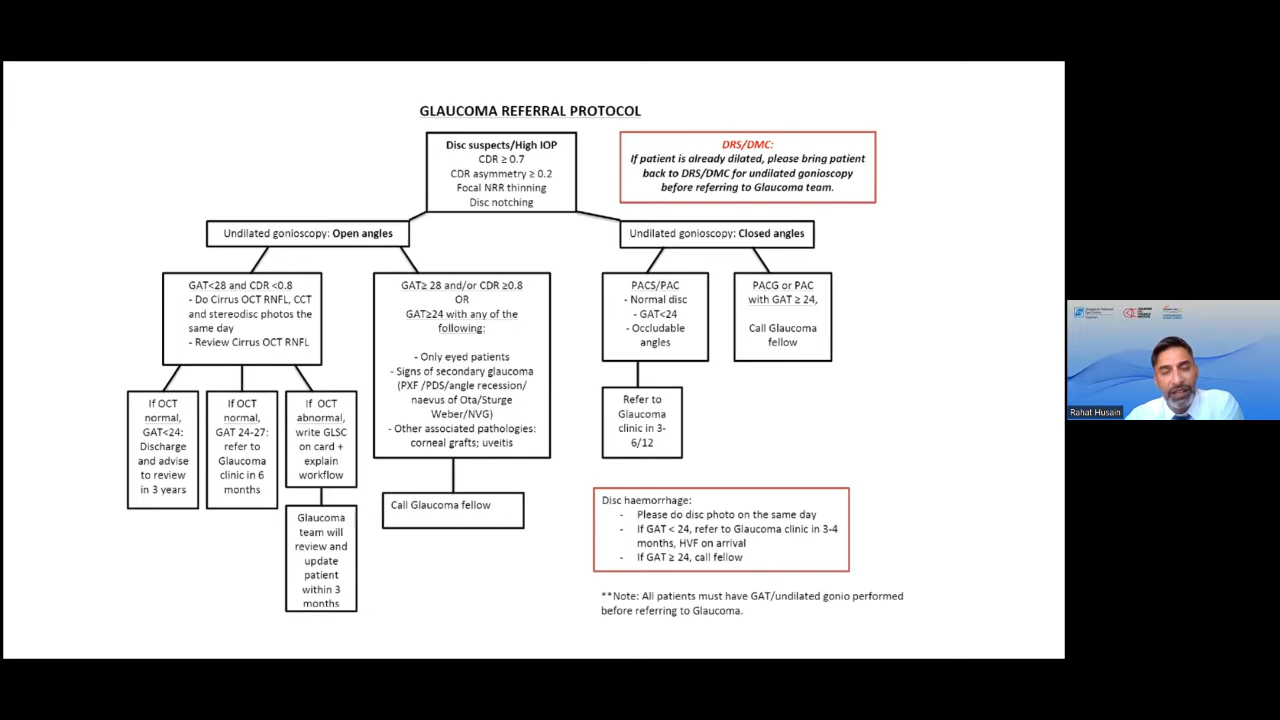 GLAUCOMA REFERRAL PROTOCOL
Disc suspects/High IOP
CDR ≥ 0.7
CDR asymmetry ≥ 0.2
Focal NRR thinning
Disc notching
DRS/DMC:
If patient is already dilated, please bring patient
back to DRS/DMC for undilated gonioscopy
before referring to Glaucoma team.
Undilated gonioscopy: Open angles
Undilated gonioscopy: Closed angles
GAT<28 and CDR <0.8
- Do Cirrus OCT RNFL, CCT
and stereodisc photos the
same day
- Review Cirrus OCT RNFL
GAT≥ 28 and/or CDR ≥0.8
OR
GAT≥24 with any of the
following:
- Only eyed patients
- Signs of secondary glaucoma
(PXF /PDS/angle recession/
naevus of Ota/Sturge
Weber/NVG)
- Other associated pathologies:
corneal grafts; uveitis
PACS/PAC
- Normal disc
- GAT<24
- Occludable
angles
PACG or PAC
with GAT ≥ 24,
Call Glaucoma
fellow
If OCT
normal,
GAT<24:
Discharge
and advise
to review
in 3 years
If OCT
normal,
GAT 24-27:
refer to
Glaucoma
clinic in 6
months
If OCT
abnormal,
write GLSC
on card +
explain
workflow
Glaucoma
team will
review and
update
patient
within 3
months
Call Glaucoma fellow
Refer to
Glaucoma
clinic in 3-
6/12
Disc haemorrhage:
- Please do disc photo on the same day
- If GAT < 24, refer to Glaucoma clinic in 3-4
months, HVF on arrival
- If GAT ≥ 24, call fellow
**Note: All patients must have GAT/undilated gonio performed
before referring to Glaucoma.
Rahat Husain